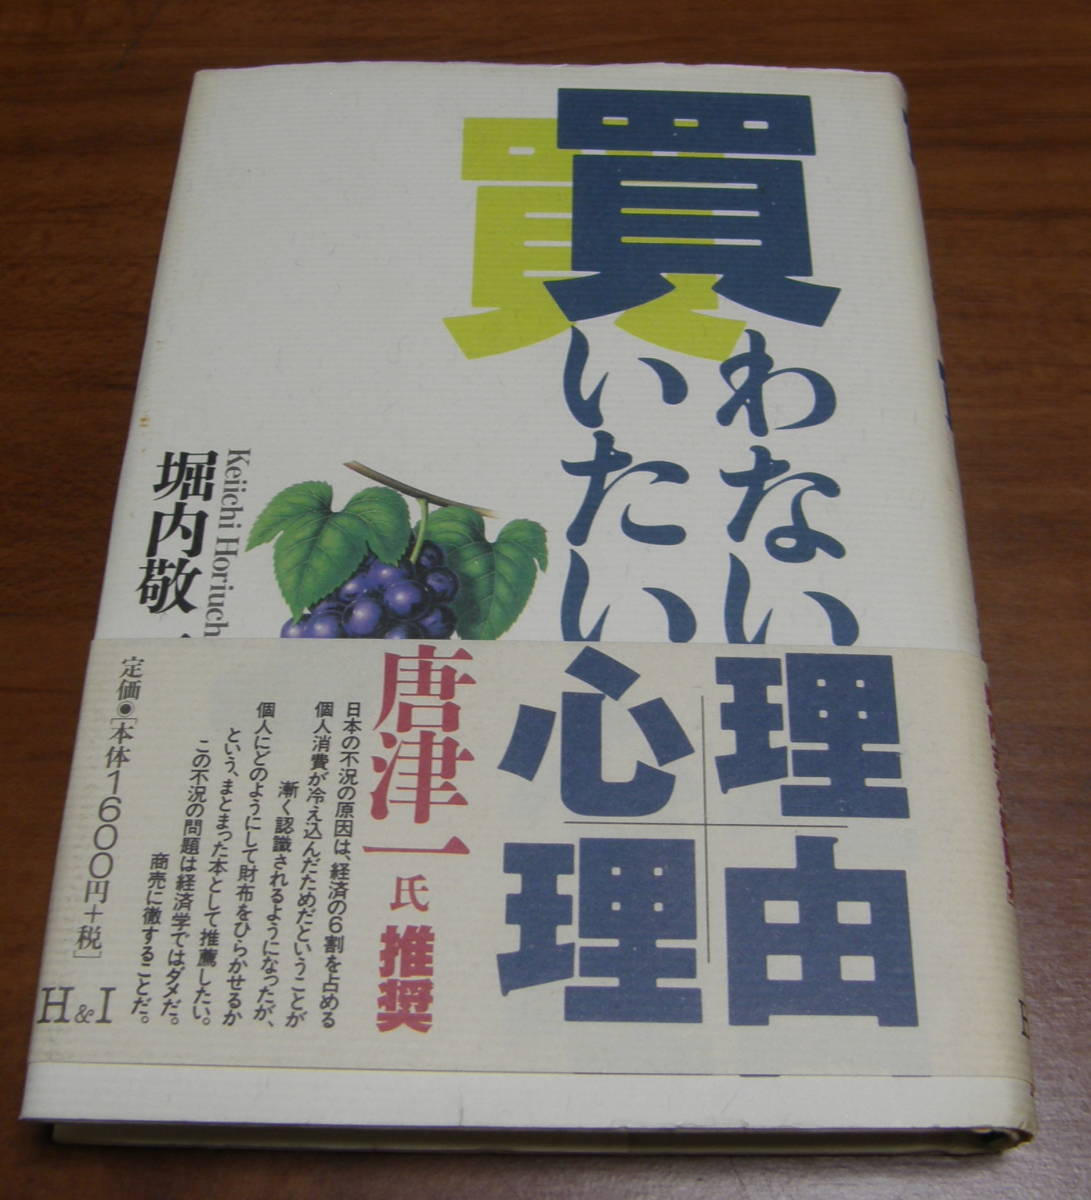 買わない理由
買いたい心理
Keiichi Horiuch
堀内敬一
唐津一氏推奨
日本の不況の原因は、経済の6割を占める
個人消費が冷え込んだためだということが
漸く認識されるようになったが、
個人にどのようにして財布をひらかせるか
という、まとまった本として推薦したい。
この不況の問題は経済学ではダメだ。
商売に徹することだ。
定価●[本体1600円+税]
H&I